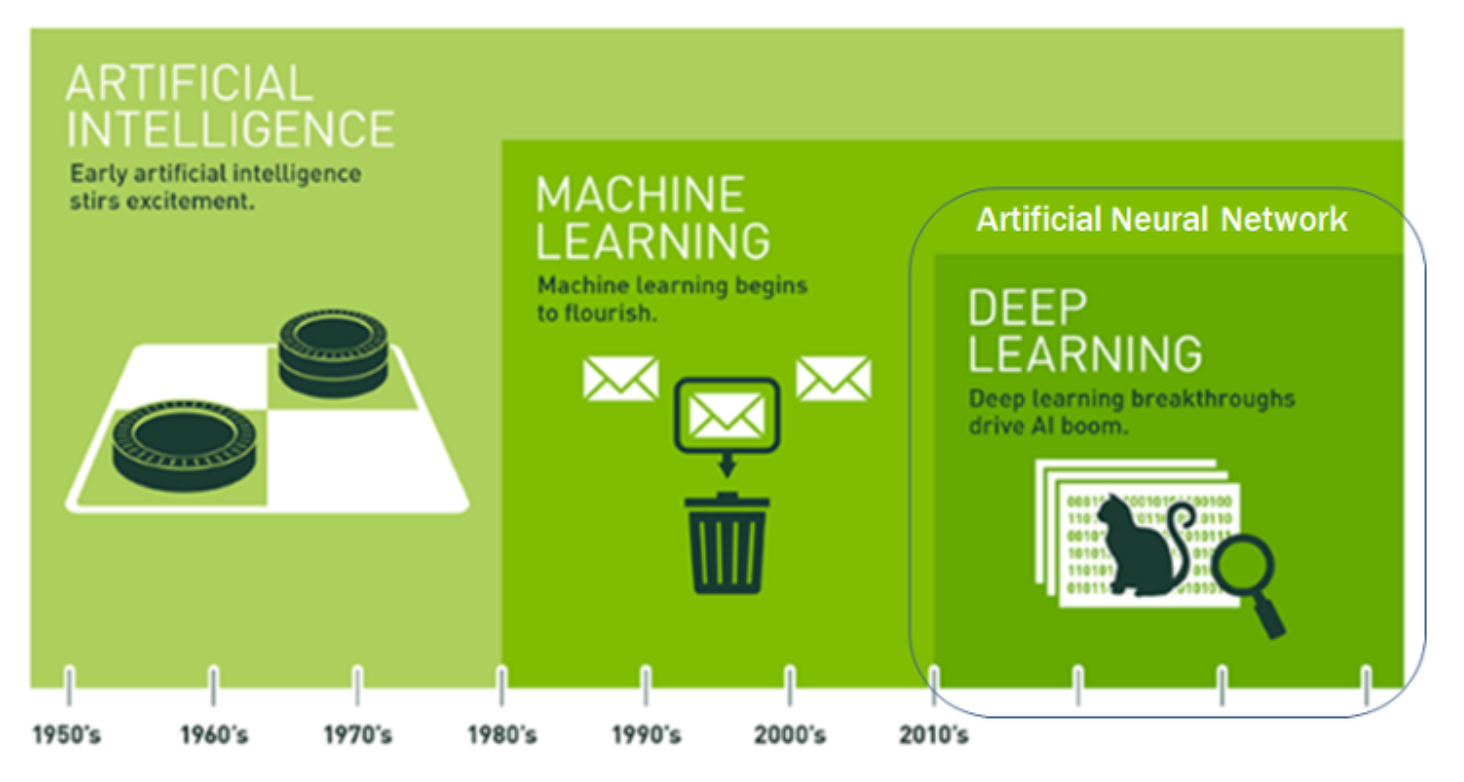 ARTIFICIAL
INTELLIGENCE
Early artificial intelligence
stirs excitement.
MACHINE
LEARNING
Machine learning begins
to flourish.
Artificial Neural Network
DEEP
LEARNING
Deep learning breakthroughs
drive AI boom.
1950's
1960's
1970's
1980's
1990's
2000's
2010's